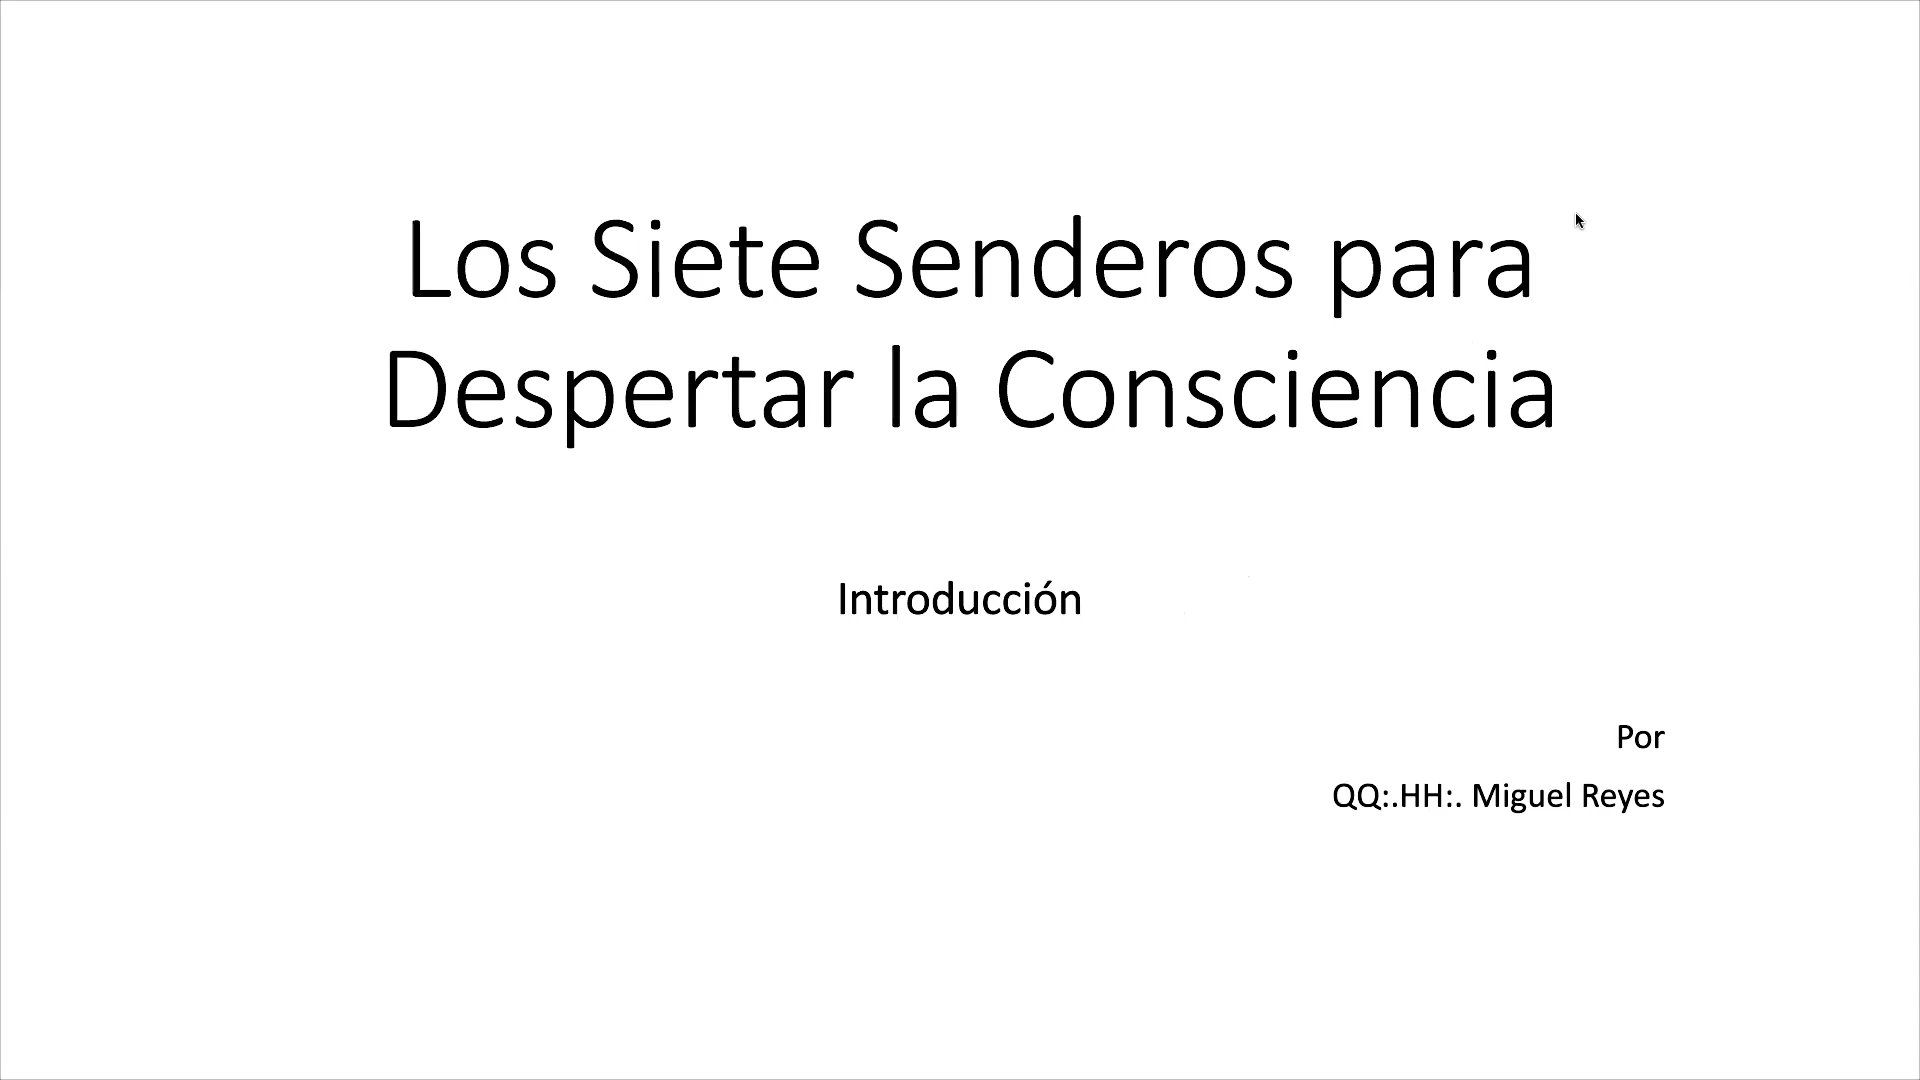 Los Siete Senderos para
Despertar la Consciencia
Introducción
Por
QQ:.HH:. Miguel Reyes